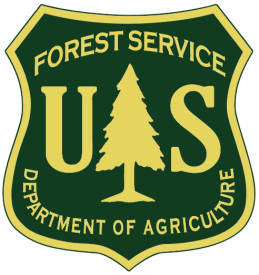 FOREST SERVICE
U S
DEPARTMENT OF AGRICULTURE